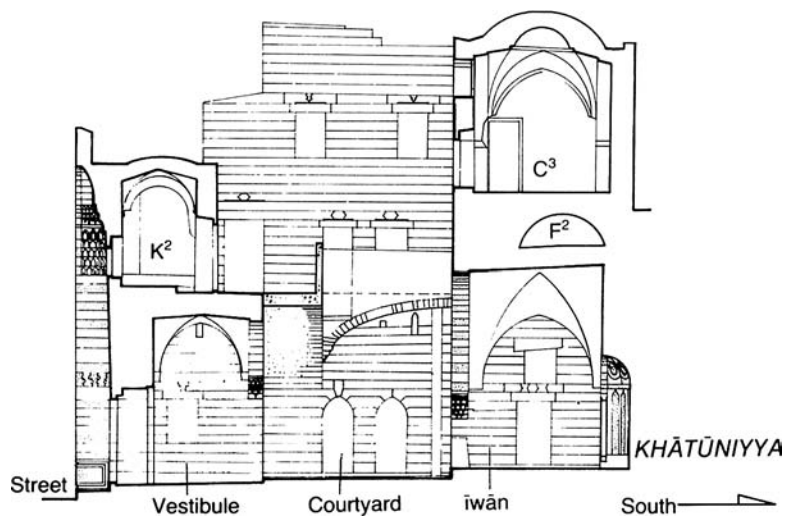 C³
F²
K²
KHĀTŪNIYYA
Street
Vestibule
Courtyard
īwān
South